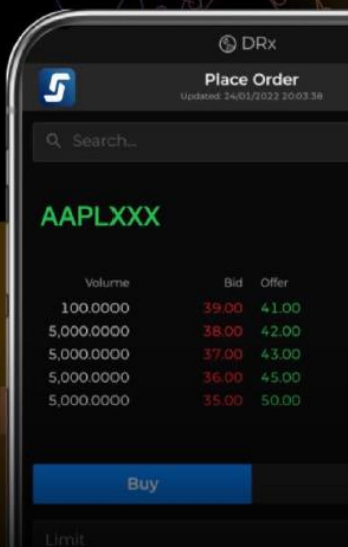 DRx
Place Order
Updated: 24/01/2022 20:03:38
Search...
AAPLXXX
Volume Bid Offer
100.0000 39.00 41.00
5,000.0000 38.00 42.00
5,000.0000 37.00 43.00
5,000.0000 36.00 45.00
5,000.0000 35.00 50.00
Buy
Limit